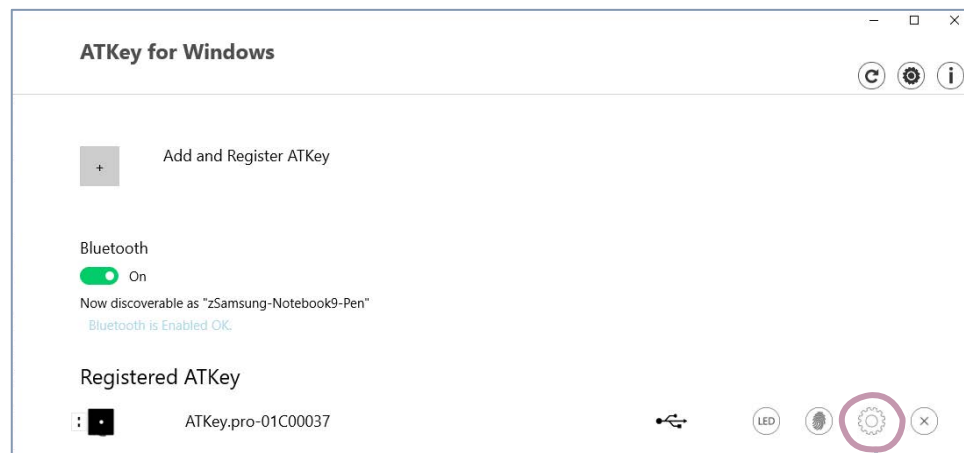 ATKey for Windows
Add and Register ATKey
Bluetooth
On
Now discoverable as "zSamsung-Notebook9-Pen"
Bluetooth is Enabled OK.
Registered ATKey
ATKey.pro-01C00037
LED